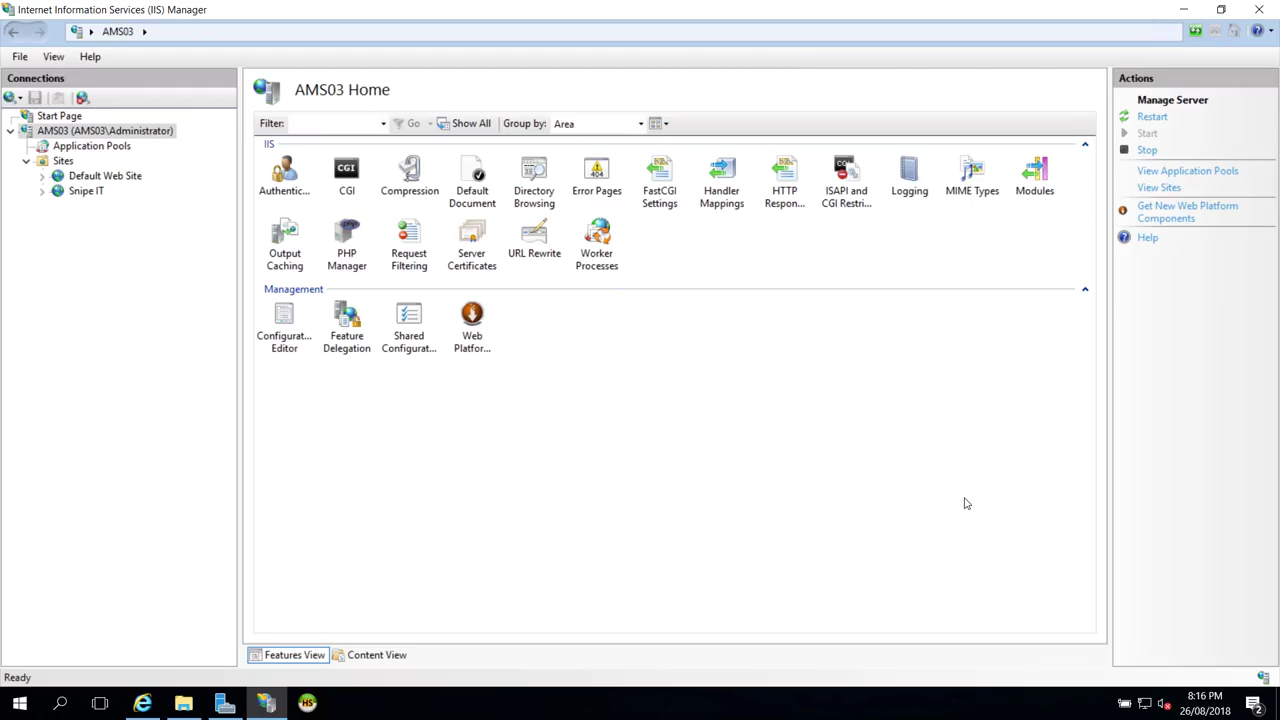 Internet Information Services (IIS) Manager
AMS03
File View Help
Connections
Start Page
AMS03 (AMS03\Administrator)
Application Pools
Sites
Default Web Site
Snipe IT
AMS03 Home
Filter: Go Show All Group by: Area
IIS
Authentic...
CGI
Compression
Default Document
Directory Browsing
Error Pages
FastCGI Settings
Handler Mappings
HTTP Respon...
ISAPI and CGI Restri...
Logging
MIME Types
Modules
Output Caching
PHP Manager
Request Filtering
Server Certificates
URL Rewrite
Worker Processes
Management
Configurat... Editor
Feature Delegation
Shared Configurat...
Web Platfor...
Features View Content View
Actions
Manage Server
Restart
Start
Stop
View Application Pools
View Sites
Get New Web Platform
Components
Help
Ready
HS
8:16 PM
26/08/2018
2